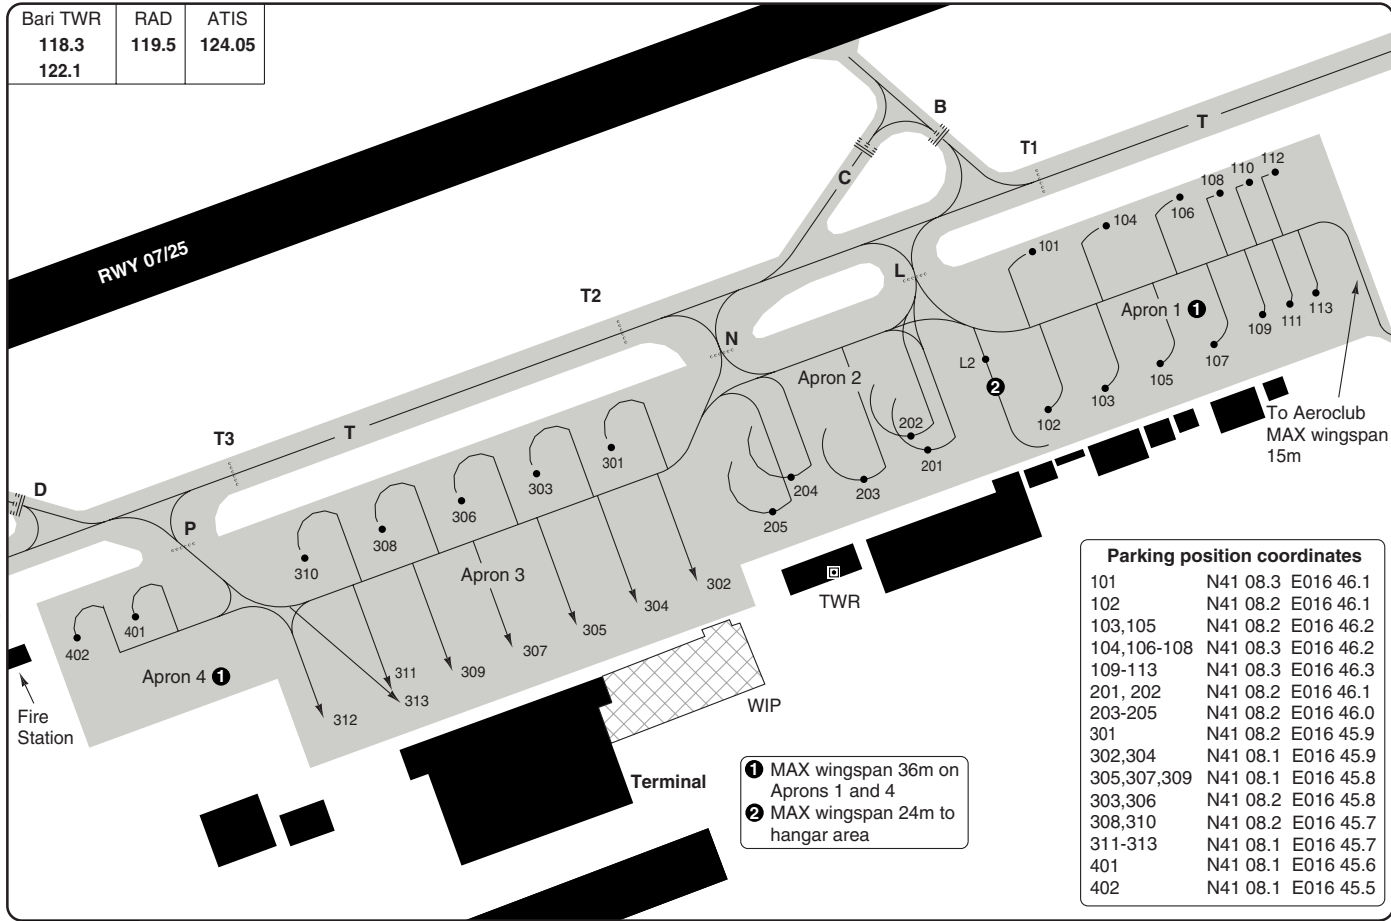 Bari TWR RAD ATIS
118.3 119.5 124.05
122.1
RWY 07/25
B
T
T1
C
112
110
108
106
104
101
L
T2
Apron 1 1
113
111
109
N
107
L2
105
Apron 2
2
103
102
To Aeroclub
MAX wingspan
15m
202
201
T
T3
301
303
204
203
306
205
D
P
308
310
Apron 3
302
304
TWR
305
401
402
307
311
309
Apron 4 1
313
312
WIP
Fire
Station
Terminal
1 MAX wingspan 36m on
Aprons 1 and 4
2 MAX wingspan 24m to
hangar area
Parking position coordinates
101 N41 08.3 E016 46.1
102 N41 08.2 E016 46.1
103,105 N41 08.2 E016 46.2
104,106-108 N41 08.3 E016 46.2
109-113 N41 08.3 E016 46.3
201, 202 N41 08.2 E016 46.1
203-205 N41 08.2 E016 46.0
301 N41 08.2 E016 45.9
302,304 N41 08.1 E016 45.9
305,307,309 N41 08.1 E016 45.8
303,306 N41 08.2 E016 45.8
308,310 N41 08.2 E016 45.7
311-313 N41 08.1 E016 45.7
401 N41 08.1 E016 45.6
402 N41 08.1 E016 45.5